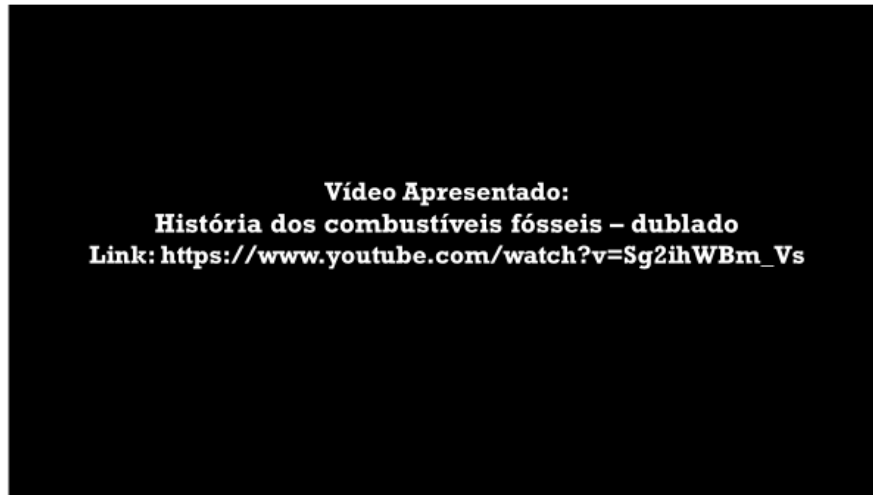 Vídeo Apresentado:
História dos combustíveis fósseis – dublado
Link: https://www.youtube.com/watch?v=Sg2ihWBm_Vs